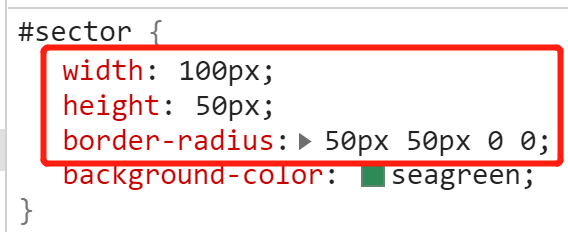 #sector {
width: 100px;
height: 50px;
border-radius: 50px 50px 0 0;
background-color: seagreen;
}